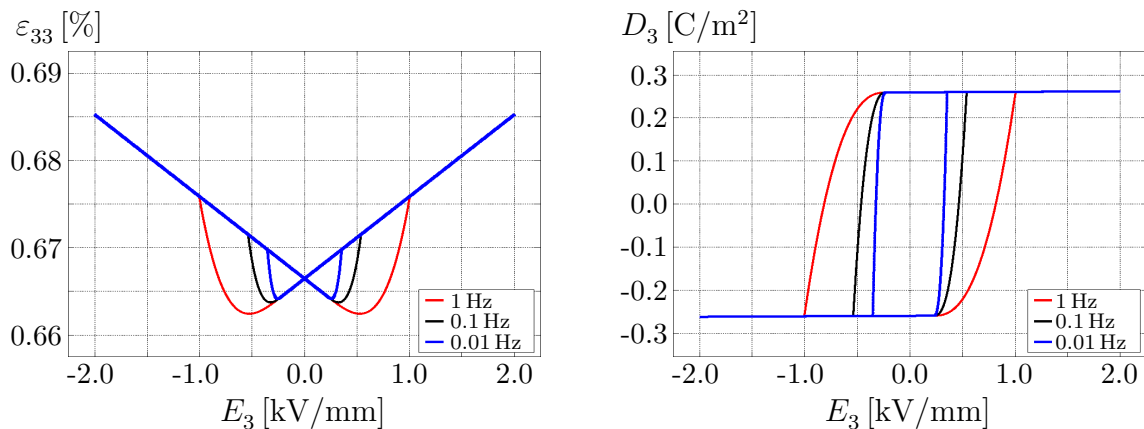 ε33 [%]
0.69
0.68
0.67
0.66
-2.0 -1.0 0.0 1.0 2.0
E3 [kV/mm]
1 Hz
0.1 Hz
0.01 Hz
D3 [C/m²]
0.3
0.2
0.1
0.0
-0.1
-0.2
-0.3
-2.0 -1.0 0.0 1.0 2.0
E3 [kV/mm]
1 Hz
0.1 Hz
0.01 Hz